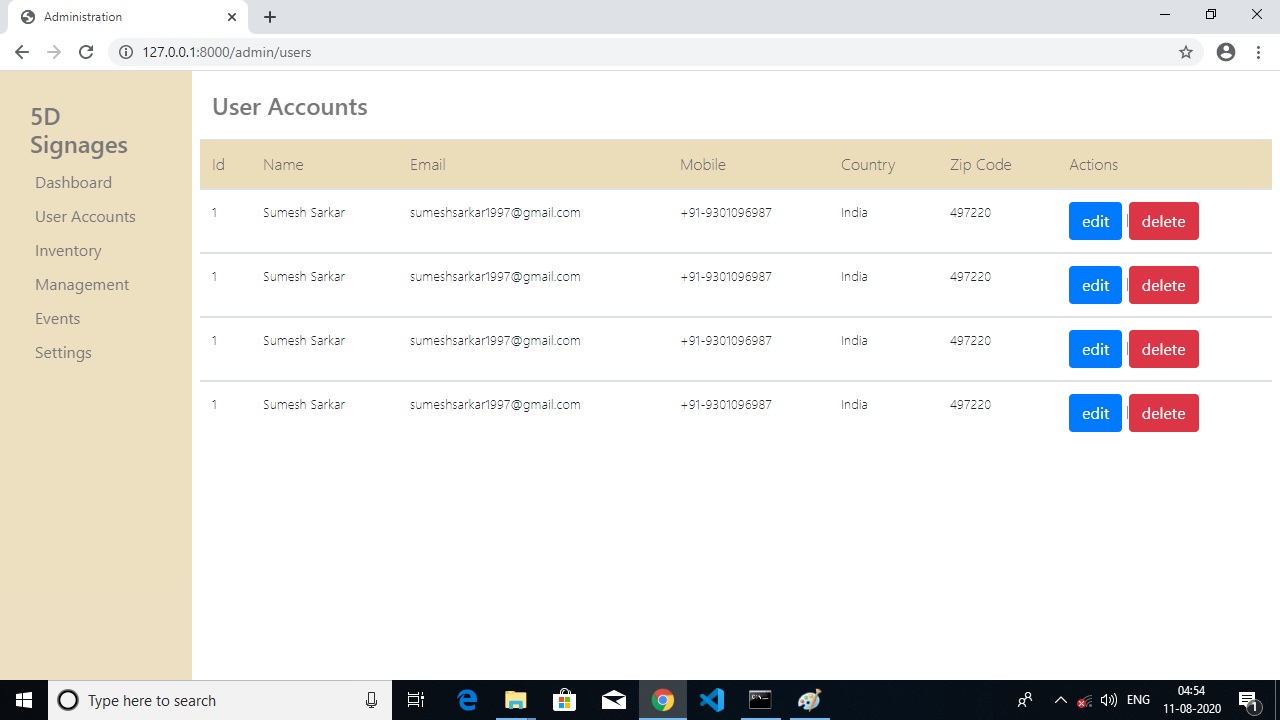 Administration
127.0.0.1:8000/admin/users
5D
Signages
Dashboard
User Accounts
Inventory
Management
Events
Settings
User Accounts
Id Name Email Mobile Country Zip Code Actions
1 Sumesh Sarkar sumeshsarkar1997@gmail.com +91-9301096987 India 497220 edit | delete
1 Sumesh Sarkar sumeshsarkar1997@gmail.com +91-9301096987 India 497220 edit | delete
1 Sumesh Sarkar sumeshsarkar1997@gmail.com +91-9301096987 India 497220 edit | delete
1 Sumesh Sarkar sumeshsarkar1997@gmail.com +91-9301096987 India 497220 edit | delete
Type here to search
ENG
04:54
11-08-2020
1